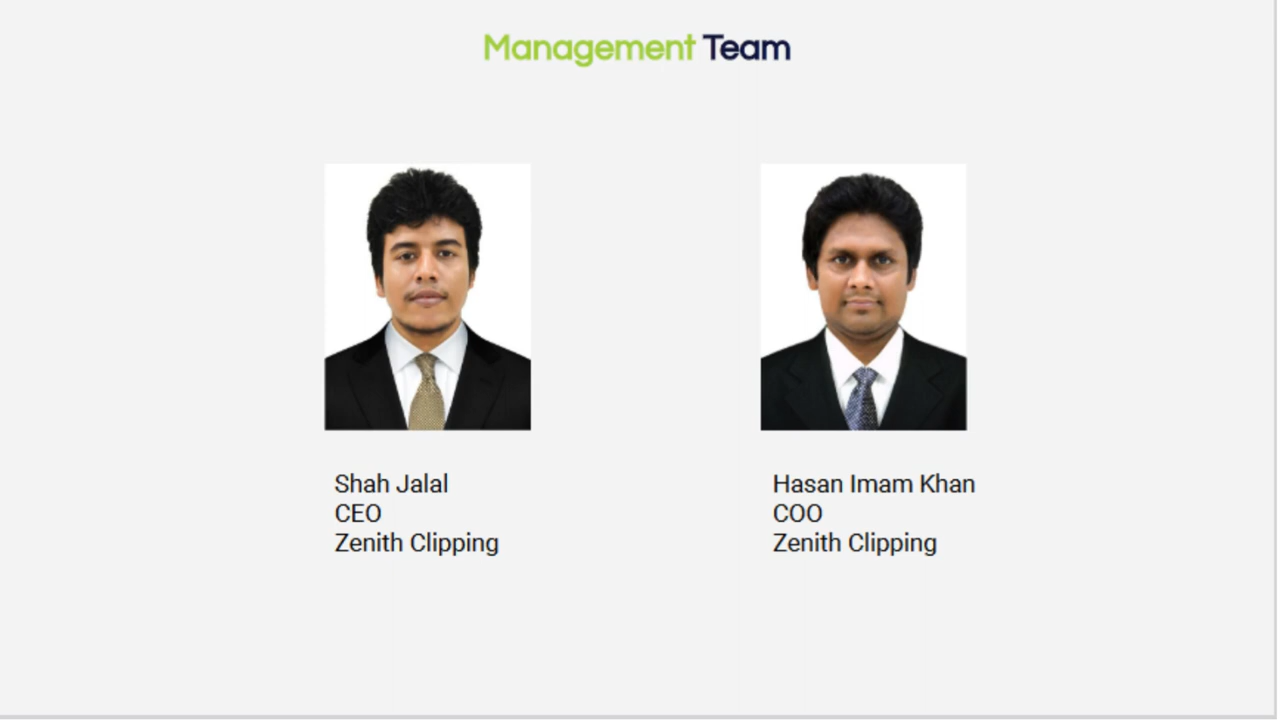 Management Team
Shah Jalal
CEO
Zenith Clipping
Hasan Imam Khan
COO
Zenith Clipping